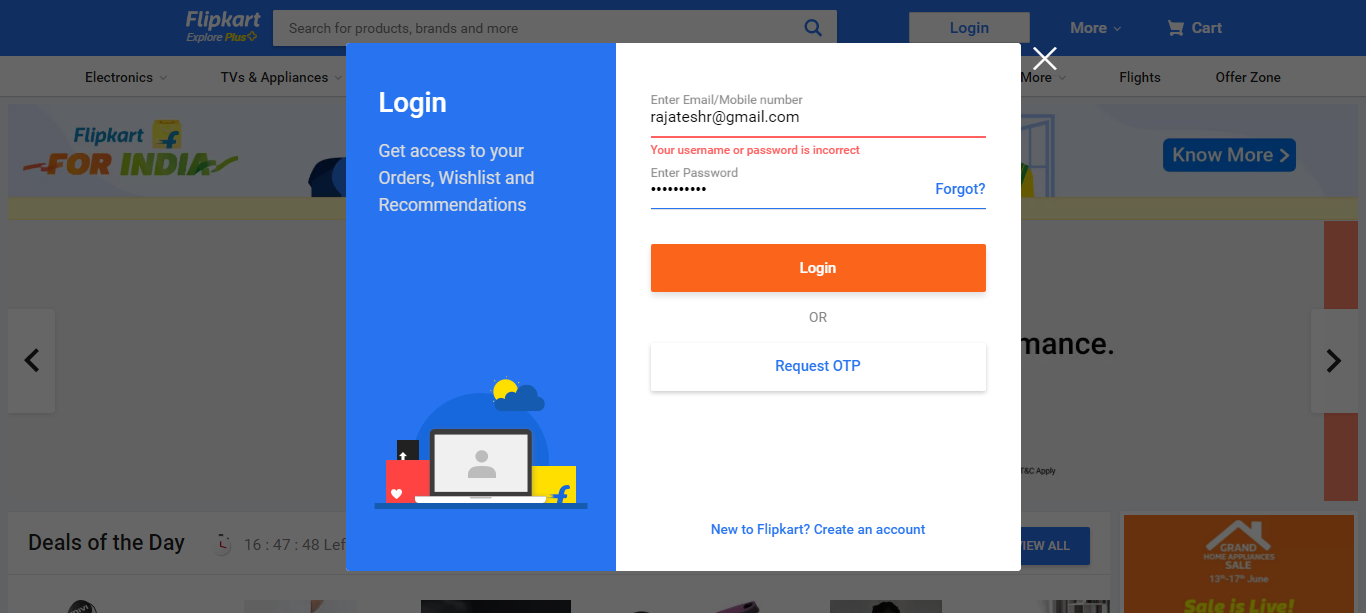 Flipkart
Explore Plus
Search for products, brands and more
Login
More
Cart
Electronics
TVs & Appliances
More
Flights
Offer Zone
Flipkart
FOR INDIA
Know More
Login
Get access to your
Orders, Wishlist and
Recommendations
Enter Email/Mobile number
rajateshr@gmail.com
Your username or password is incorrect
Enter Password
••••••••••
Forgot?
Login
OR
Request OTP
New to Flipkart? Create an account
mance.
T&C Apply
Deals of the Day
16 : 47 : 48 Lef
VIEW ALL
GRAND
HOME APPLIANCES
SALE
13th-17th June
Sale is Live!